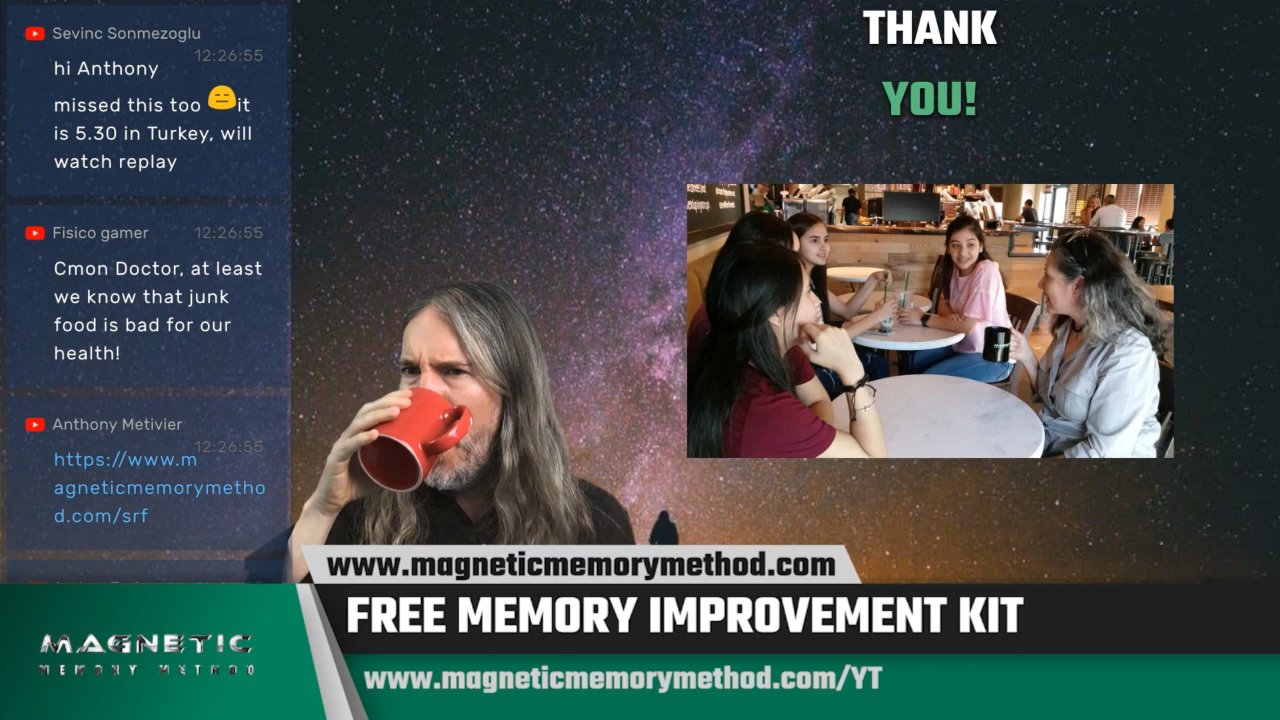 Sevinc Sonmezoglu
12:26:55
hi Anthony
missed this too 😑it
is 5.30 in Turkey, will
watch replay
Fisico gamer 12:26:55
Cmon Doctor, at least
we know that junk
food is bad for our
health!
Anthony Metivier
12:26:55
https://www.m
agneticmemorymetho
d.com/srf
THANK
YOU!
www.magneticmemorymethod.com
FREE MEMORY IMPROVEMENT KIT
www.magneticmemorymethod.com/YT
MAGNETIC
MEMORY METHOD